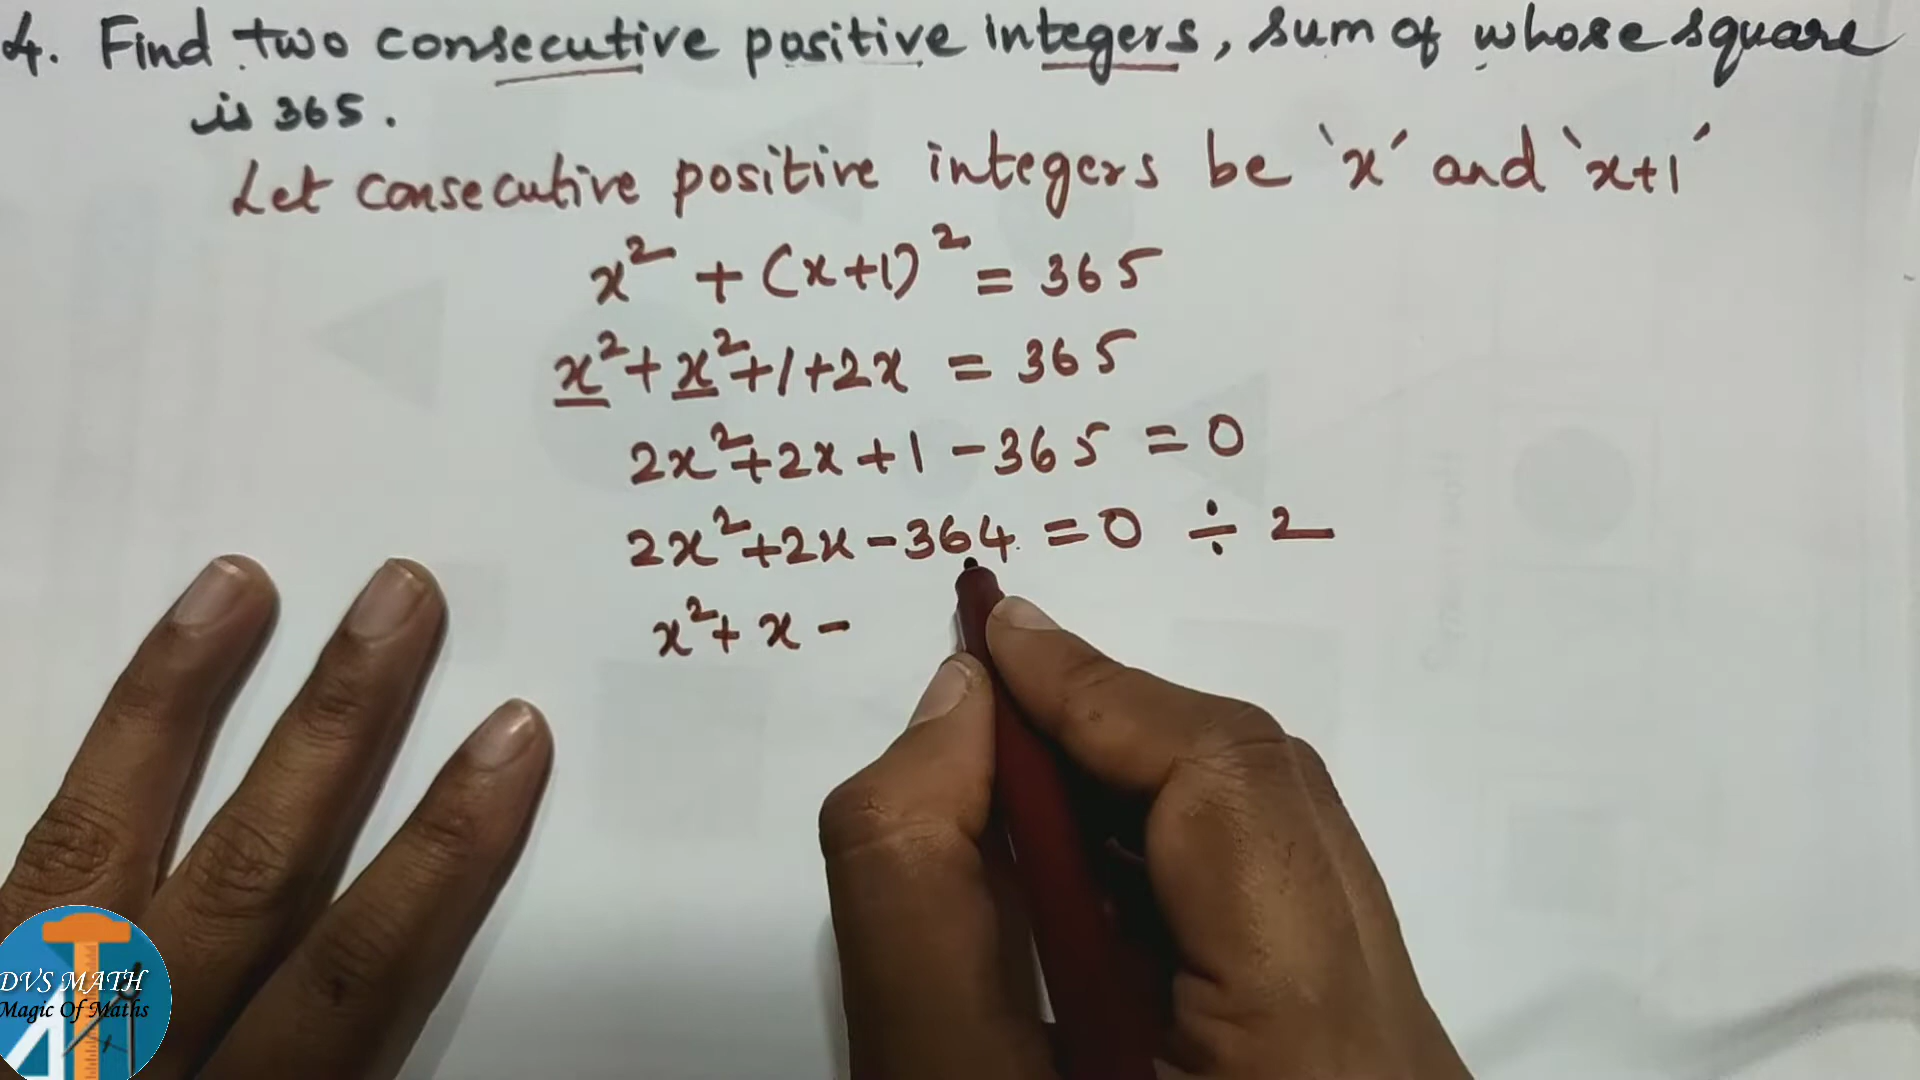 4. Find two consecutive positive integers, sum of whose square
is 365.
Let consecutive positive integers be 'x' and 'x+1'
x² + (x+1)² = 365
x² + x² + 1 + 2x = 365
2x² + 2x + 1 - 365 = 0
2x² + 2x - 364 = 0 ÷ 2
x² + x -
DVS MATH
Magic Of Maths